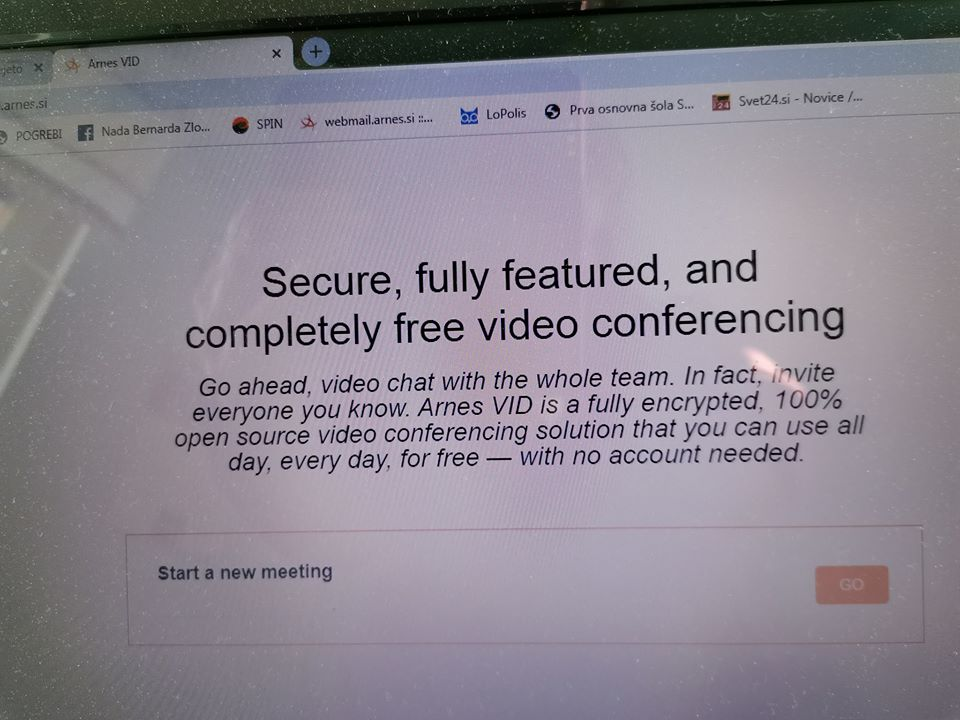 jeto
Arnes VID
.arnes.si
POGREBI
Nada Bernarda Zlo...
SPIN
webmail.arnes.si ::...
LoPolis
Prva osnovna šola S...
Svet24.si - Novice /...
Secure, fully featured, and
completely free video conferencing
Go ahead, video chat with the whole team. In fact, invite
everyone you know. Arnes VID is a fully encrypted, 100%
open source video conferencing solution that you can use all
day, every day, for free — with no account needed.
Start a new meeting
GO